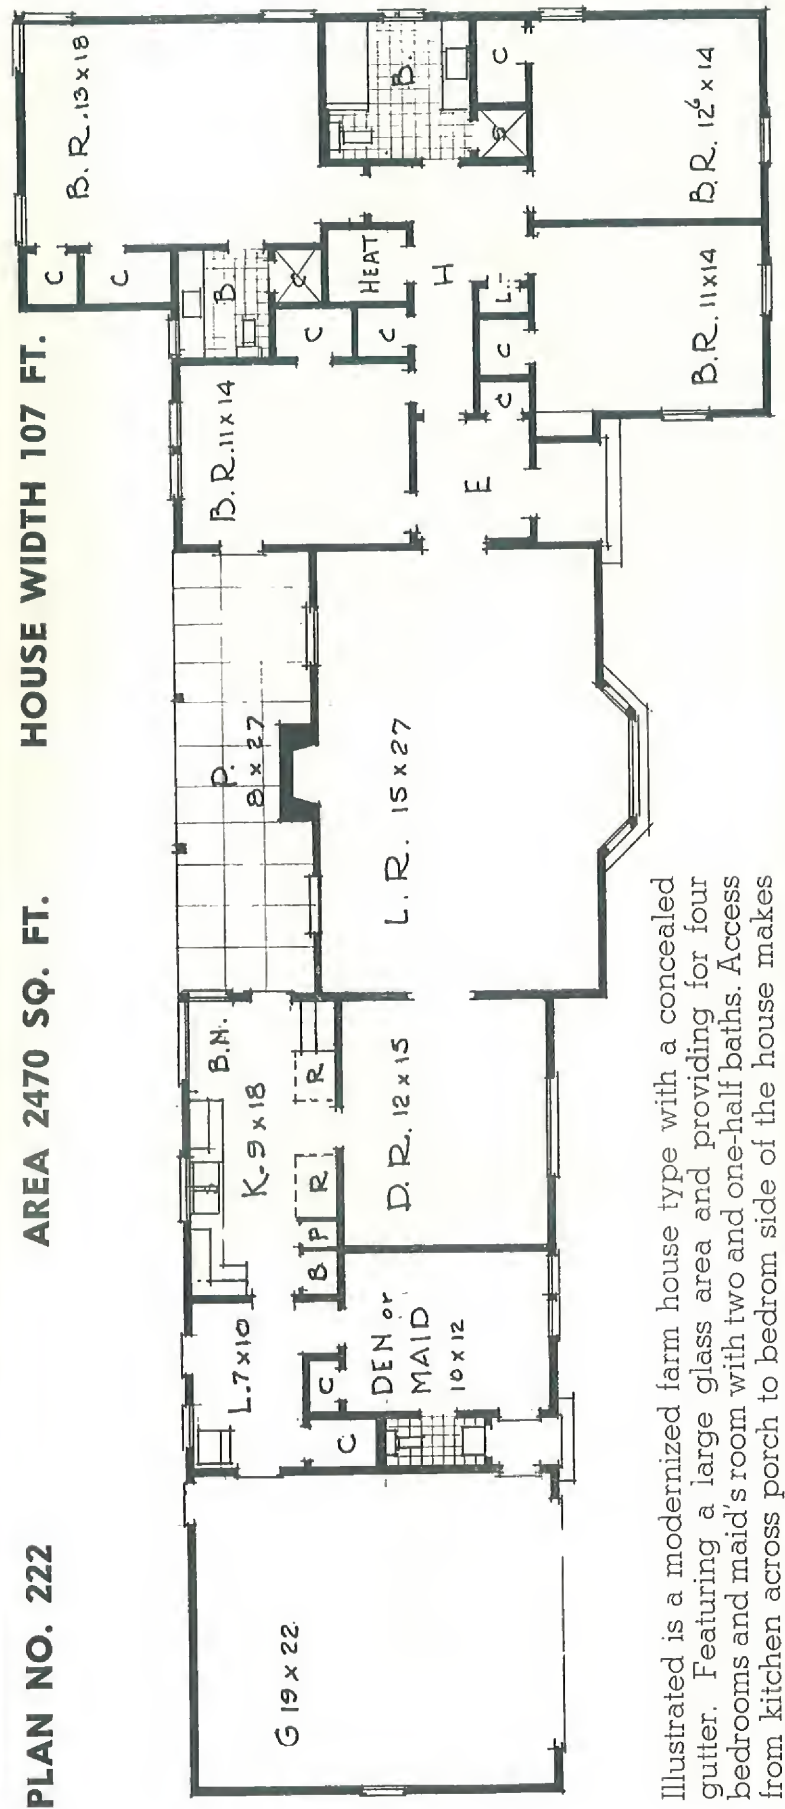 PLAN NO. 222 AREA 2470 SQ. FT. HOUSE WIDTH 107 FT.
C
C
B. R. 13 x 18
B
C
B. R. 11 x 14
C
C
HEAT
B.
C
S
H
L
C
C
E
B.R. 12⁶ x 14
B.R. 11 x 14
P.
8 x 27
L. R. 15 x 27
B.N.
K-9 x 18
R
R
P
B
D. R. 12 x 15
L.7 x 10
C
C
DEN or
MAID
10 x 12
G 19 x 22
Illustrated is a modernized farm house type with a concealed
gutter. Featuring a large glass area and providing for four
bedrooms and maid's room with two and one-half baths. Access
from kitchen across porch to bedrom side of the house makes